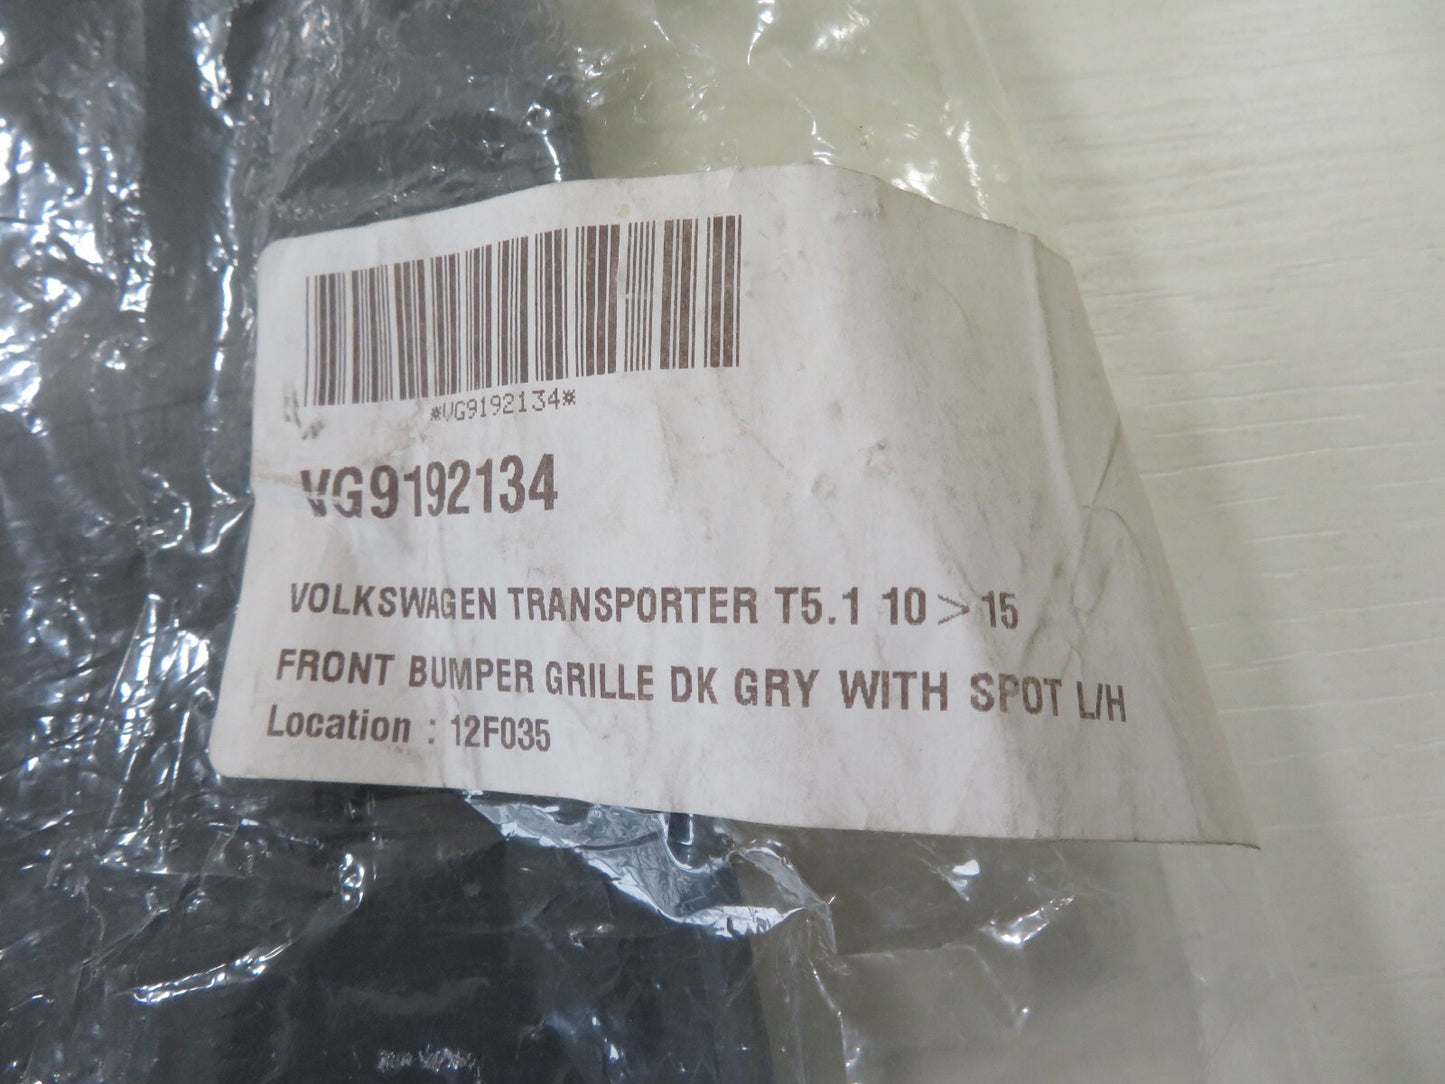 *VG9192134*
VG9192134
VOLKSWAGEN TRANSPORTER T5.1 10 > 15
FRONT BUMPER GRILLE DK GRY WITH SPOT L/H
Location : 12F035